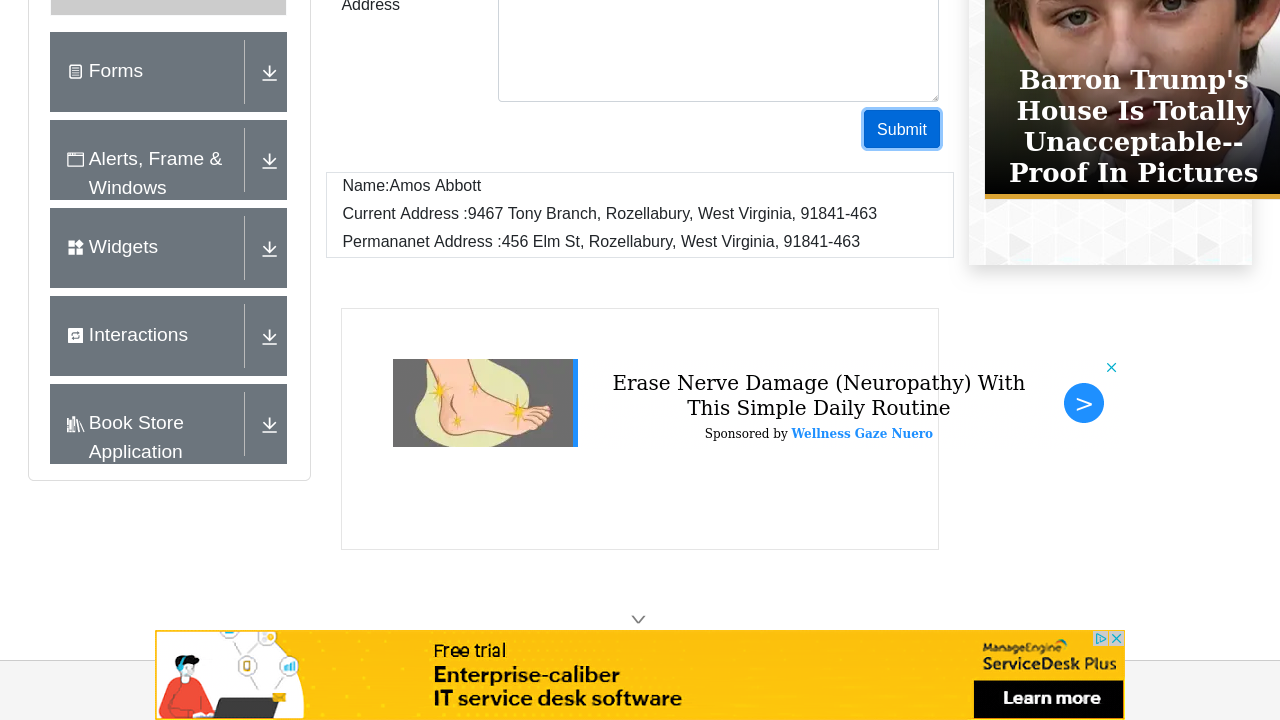 Address
Forms
Alerts, Frame &
Windows
Widgets
Interactions
Book Store
Application
Submit
Name:Amos Abbott
Current Address :9467 Tony Branch, Rozellabury, West Virginia, 91841-463
Permananet Address :456 Elm St, Rozellabury, West Virginia, 91841-463
Barron Trump's
House Is Totally
Unacceptable--
Proof In Pictures
Erase Nerve Damage (Neuropathy) With
This Simple Daily Routine
Sponsored by Wellness Gaze Nuero
>
Free trial
Enterprise-caliber
IT service desk software
ManageEngine
ServiceDesk Plus
Learn more